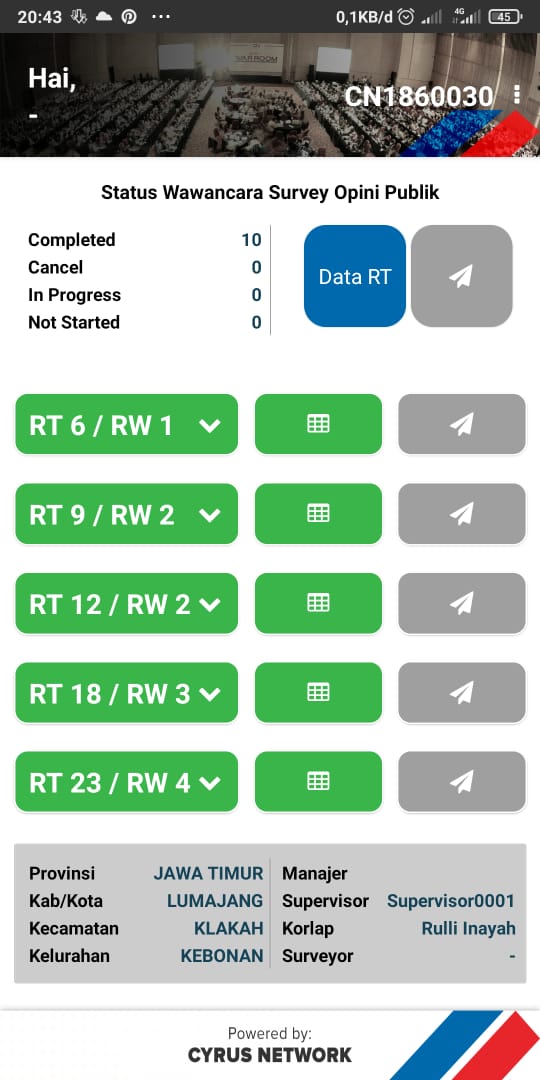 20:43
0,1KB/d
4G
45
WAR ROOM
Hai,
-
CN1860030
Status Wawancara Survey Opini Publik
Completed 10
Cancel 0
In Progress 0
Not Started 0
Data RT
RT 6 / RW 1
RT 9 / RW 2
RT 12 / RW 2
RT 18 / RW 3
RT 23 / RW 4
Provinsi JAWA TIMUR
Kab/Kota LUMAJANG
Kecamatan KLAKAH
Kelurahan KEBONAN
Manajer
Supervisor Supervisor0001
Korlap Rulli Inayah
Surveyor -
Powered by:
CYRUS NETWORK